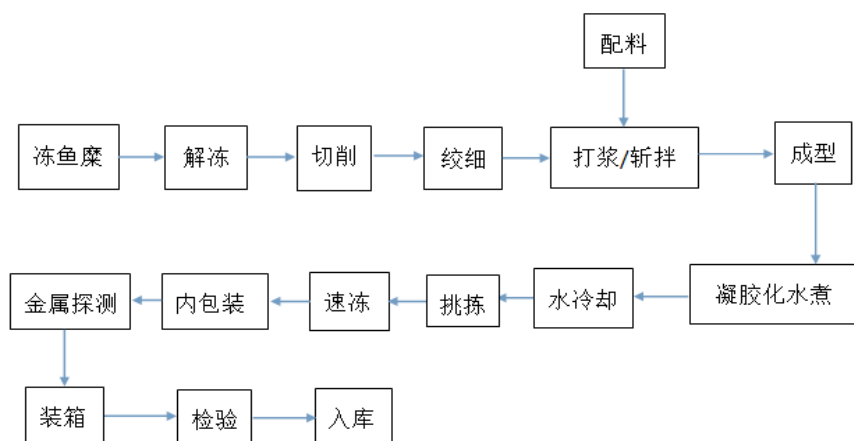 配料
冻鱼糜
解冻
切削
绞细
打浆/斩拌
成型
凝胶化水煮
水冷却
挑拣
速冻
内包装
金属探测
装箱
检验
入库